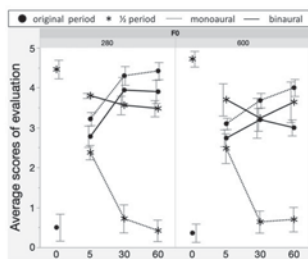 ● original period ✳ ½ period — monoaural — binaural
F0
280 600
Average scores of evaluation
5
4
3
2
1
0
0 5 30 60 0 5 30 60